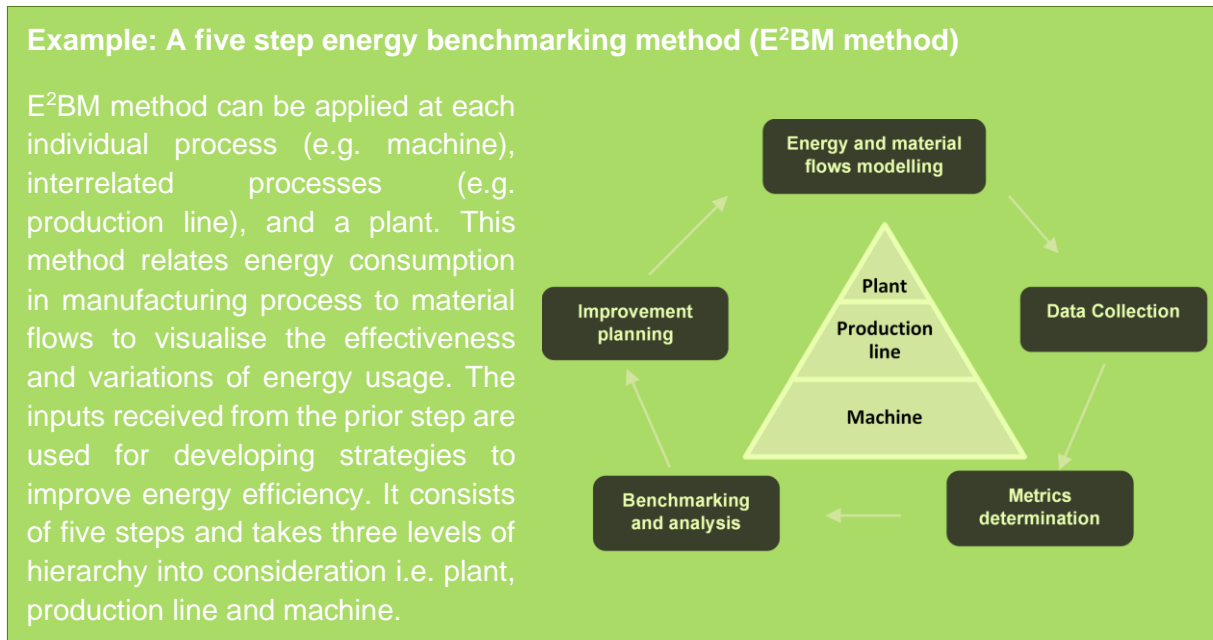 Example: A five step energy benchmarking method (E²BM method)
E²BM method can be applied at each
individual process (e.g. machine),
interrelated processes (e.g.
production line), and a plant. This
method relates energy consumption
in manufacturing process to material
flows to visualise the effectiveness
and variations of energy usage. The
inputs received from the prior step are
used for developing strategies to
improve energy efficiency. It consists
of five steps and takes three levels of
hierarchy into consideration i.e. plant,
production line and machine.
Energy and material
flows modelling
Data Collection
Metrics
determination
Benchmarking
and analysis
Improvement
planning
Plant
Production
line
Machine